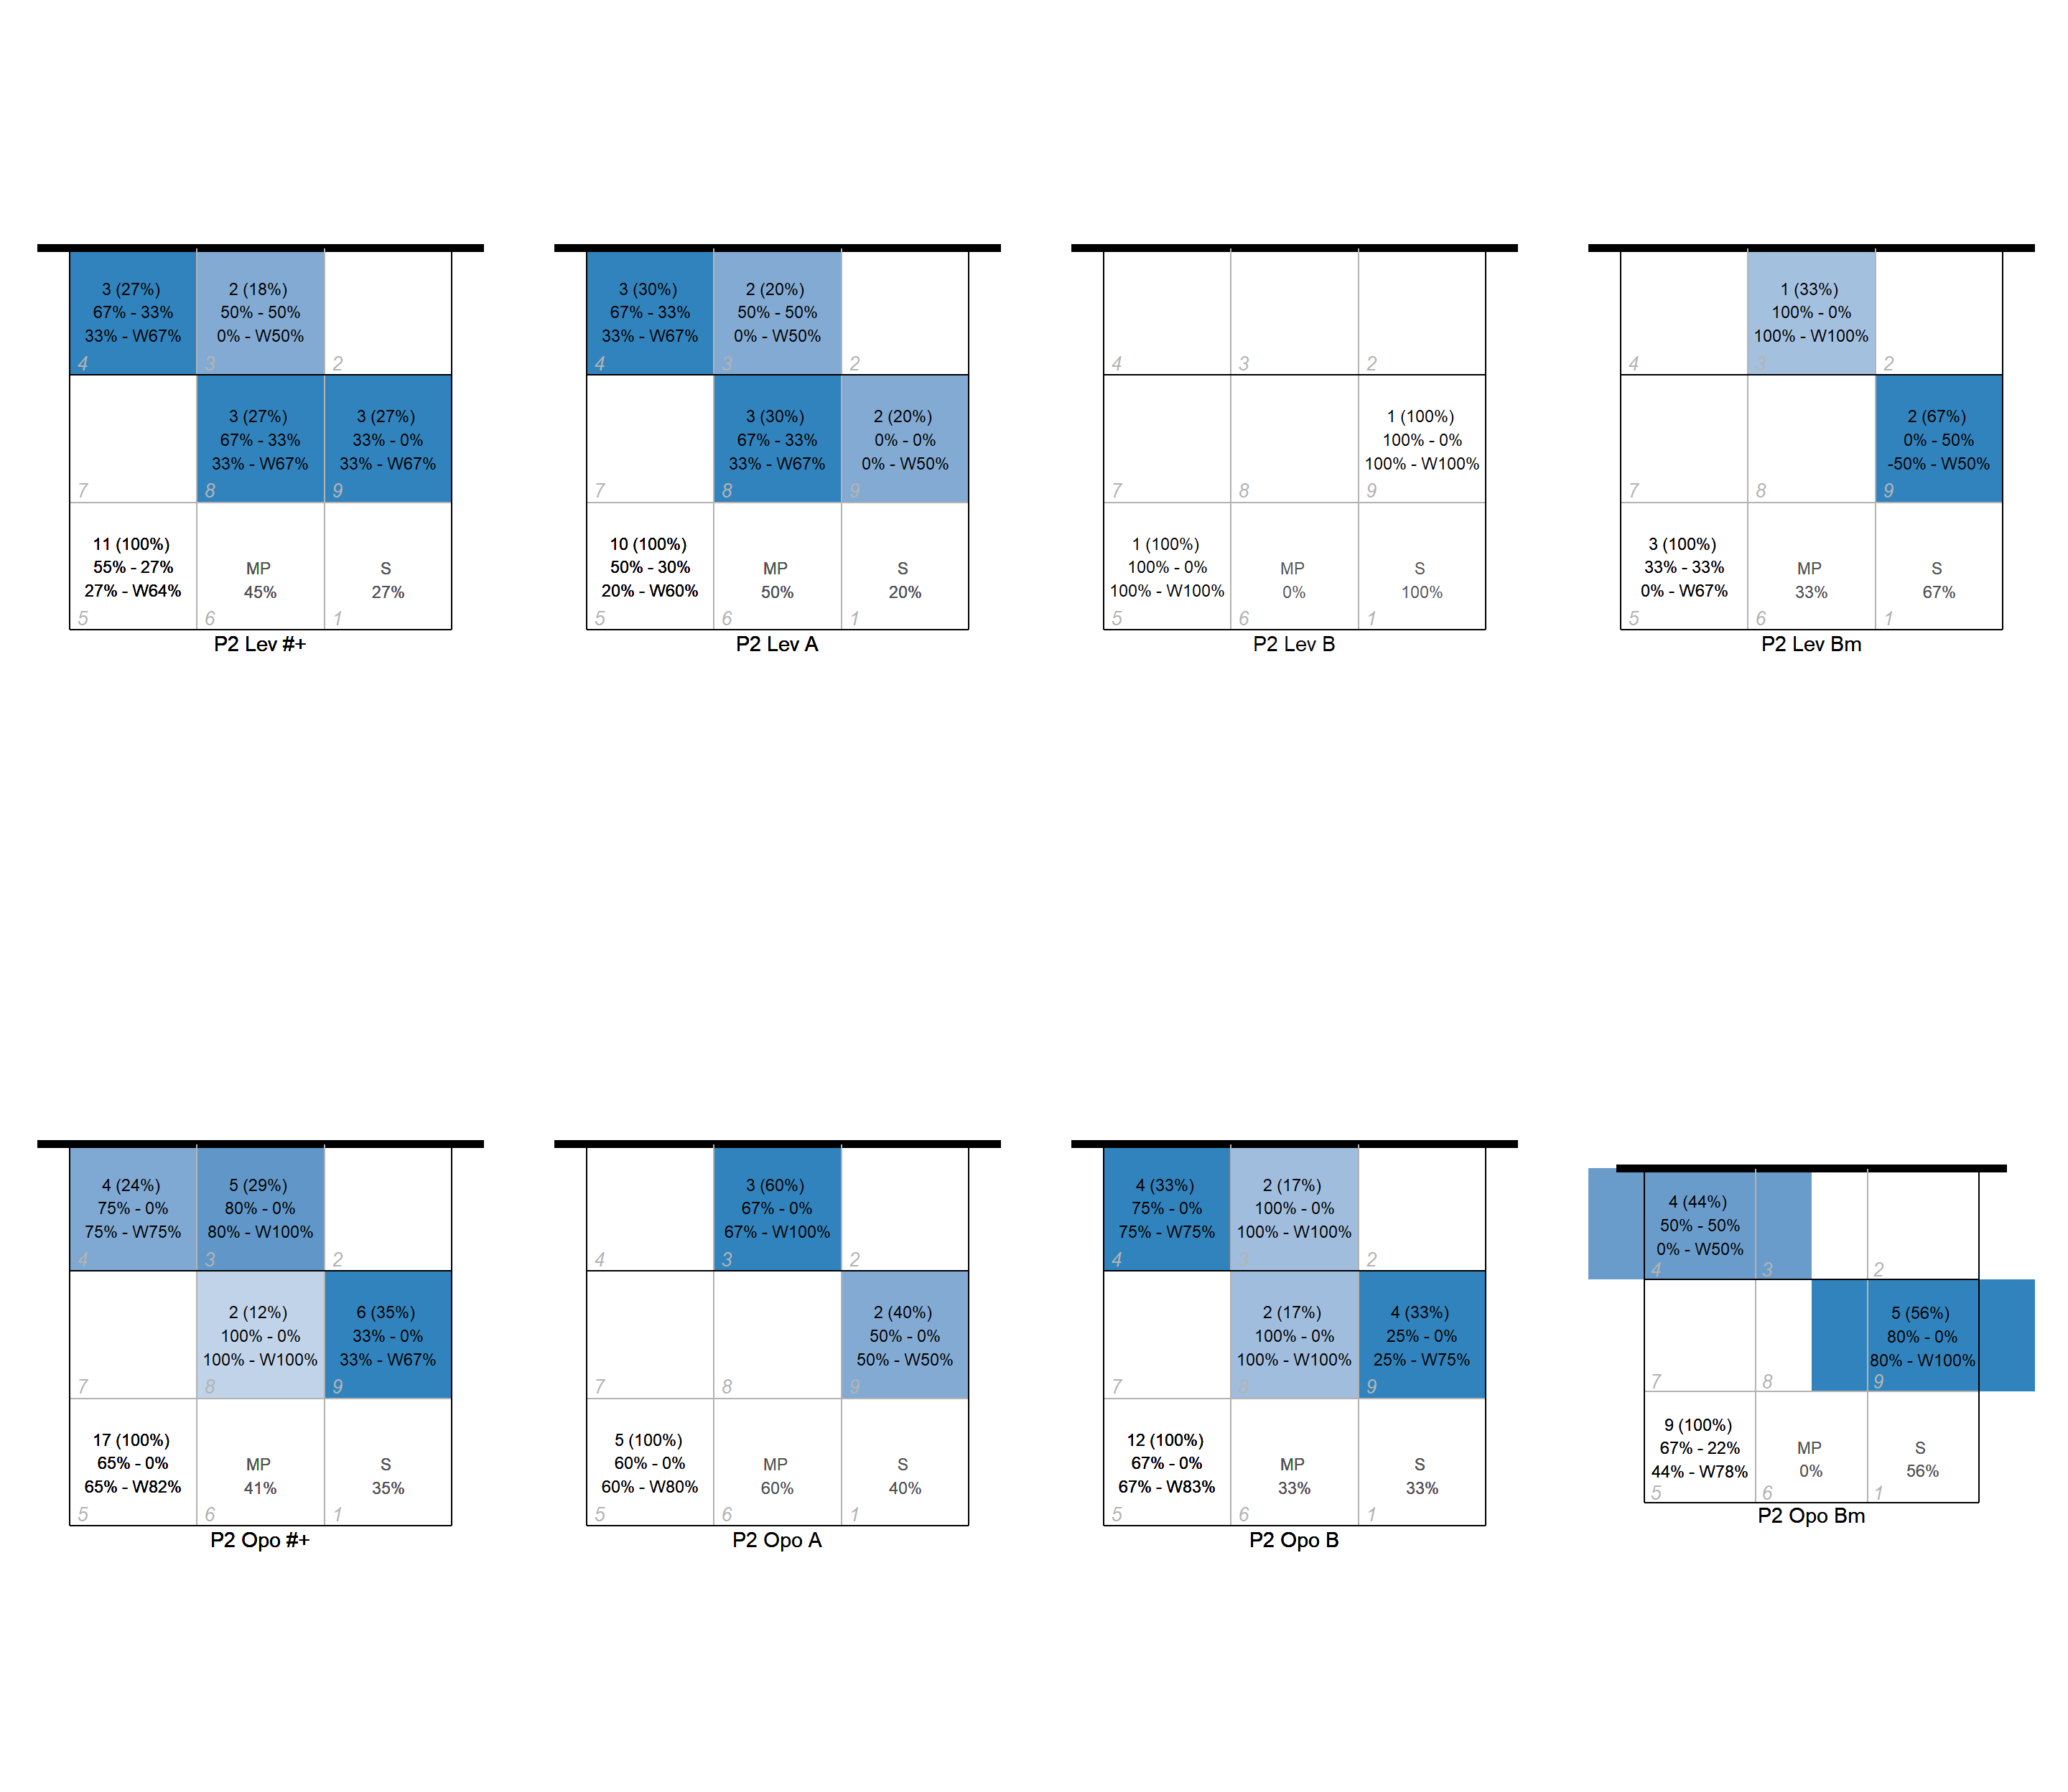 3 (27%)
67% - 33%
33% - W67%
4
2 (18%)
50% - 50%
0% - W50%
3
2
7
3 (27%)
67% - 33%
33% - W67%
8
3 (27%)
33% - 0%
33% - W67%
9
11 (100%)
55% - 27%
27% - W64%
5
MP
45%
6
S
27%
1
P2 Lev #+
3 (30%)
67% - 33%
33% - W67%
4
2 (20%)
50% - 50%
0% - W50%
3
2
7
3 (30%)
67% - 33%
33% - W67%
8
2 (20%)
0% - 0%
0% - W50%
9
10 (100%)
50% - 30%
20% - W60%
5
MP
50%
6
S
20%
1
P2 Lev A
4
3
2
7
8
1 (100%)
100% - 0%
100% - W100%
9
1 (100%)
100% - 0%
100% - W100%
5
MP
0%
6
S
100%
1
P2 Lev B
4
1 (33%)
100% - 0%
100% - W100%
3
2
7
8
2 (67%)
0% - 50%
-50% - W50%
9
3 (100%)
33% - 33%
0% - W67%
5
MP
33%
6
S
67%
1
P2 Lev Bm
4 (24%)
75% - 0%
75% - W75%
4
5 (29%)
80% - 0%
80% - W100%
3
2
7
2 (12%)
100% - 0%
100% - W100%
8
6 (35%)
33% - 0%
33% - W67%
9
17 (100%)
65% - 0%
65% - W82%
5
MP
41%
6
S
35%
1
P2 Opo #+
4
3 (60%)
67% - 0%
67% - W100%
3
2
7
8
2 (40%)
50% - 0%
50% - W50%
9
5 (100%)
60% - 0%
60% - W80%
5
MP
60%
6
S
40%
1
P2 Opo A
4 (33%)
75% - 0%
75% - W75%
4
2 (17%)
100% - 0%
100% - W100%
3
2
7
2 (17%)
100% - 0%
100% - W100%
8
4 (33%)
25% - 0%
25% - W75%
9
12 (100%)
67% - 0%
67% - W83%
5
MP
33%
6
S
33%
1
P2 Opo B
4 (44%)
50% - 50%
0% - W50%
4
3
2
7
8
5 (56%)
80% - 0%
80% - W100%
9
9 (100%)
67% - 22%
44% - W78%
5
MP
0%
6
S
56%
1
P2 Opo Bm